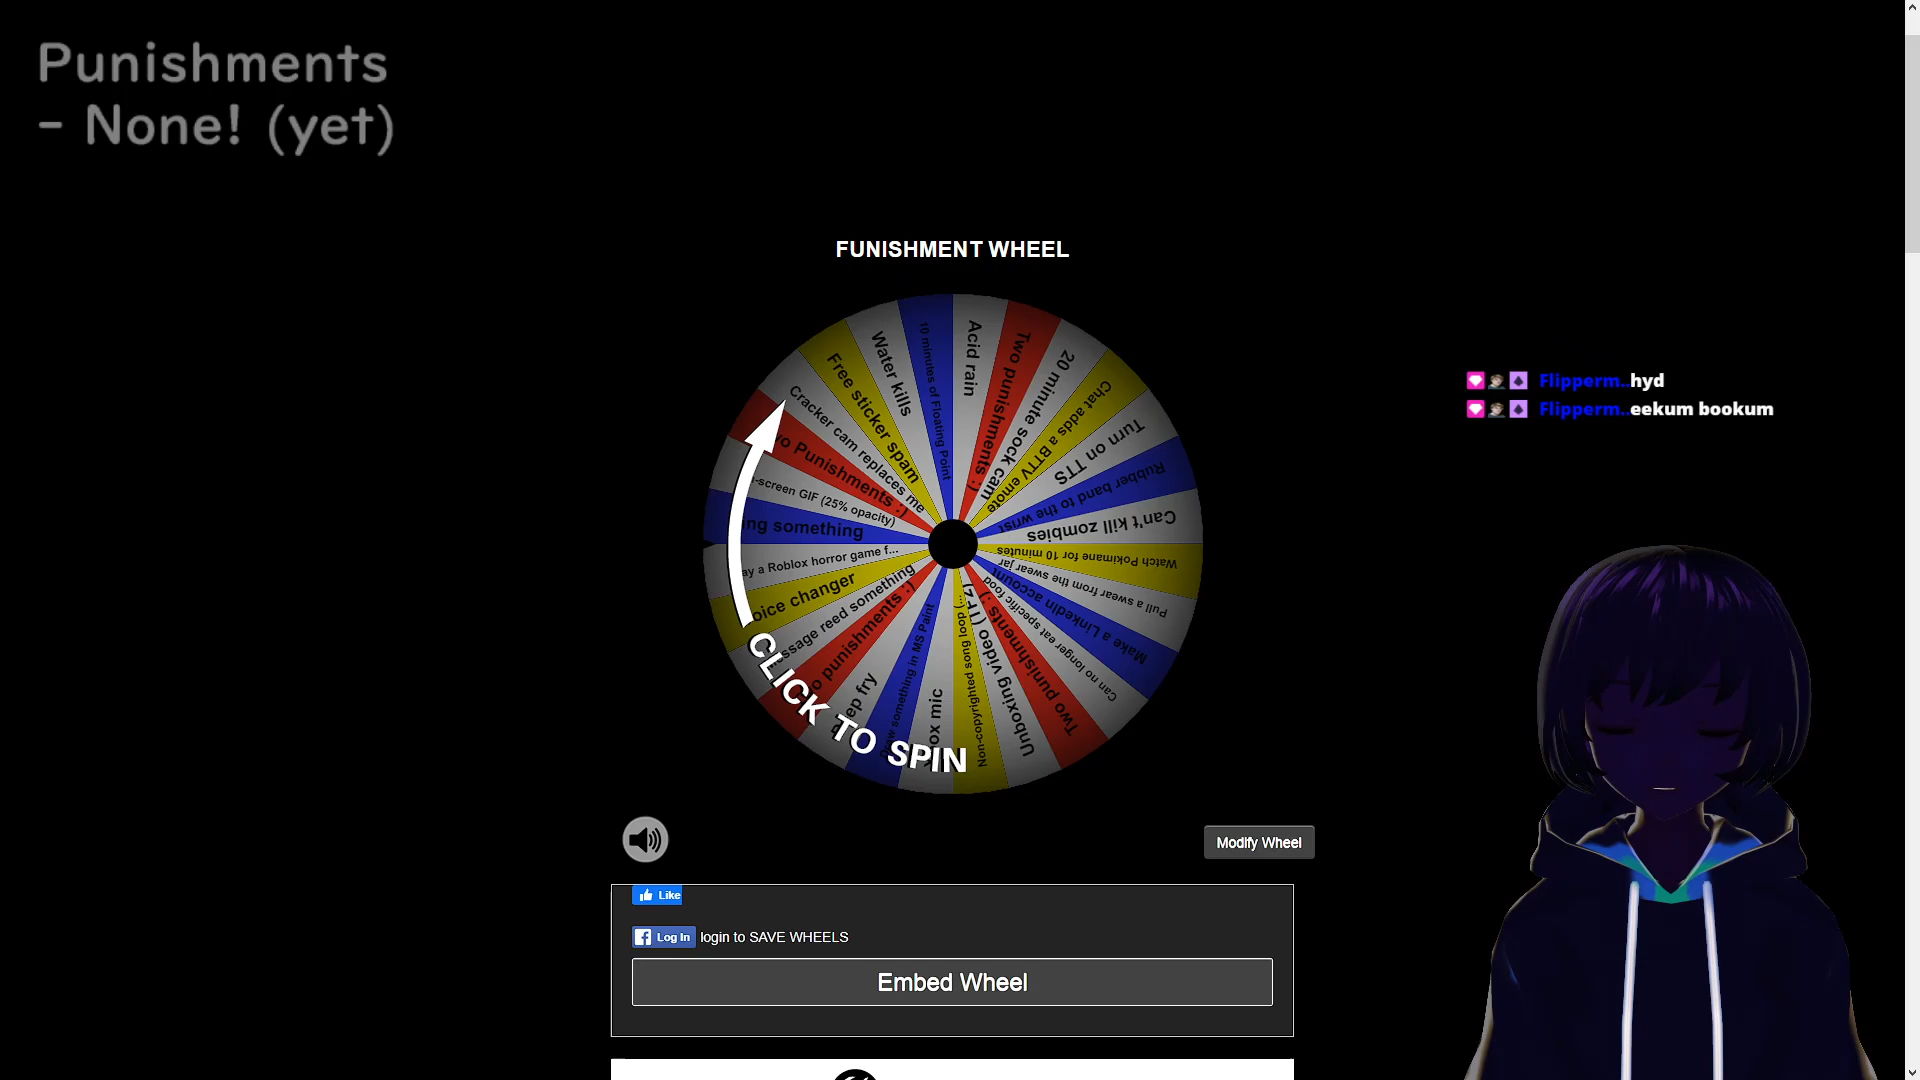 Punishments
- None! (yet)
FUNISHMENT WHEEL
Acid rain
Two punishments :)
20 minute sock cam
Chat adds a BTTV emote
Turn on TTS
Rubber band to the wrist
Can't kill zombies
Watch Pokimane for 10 minutes
Pull a swear from the swear jar
Make a LinkedIn account
Can no longer eat specific food
Two punishments :)
Unboxing video (TF2)
Non-copyrighted song loop (...
ox mic
something in MS Paint
ep fry
o punishments :)
ssage reed something
oice changer
ay a Roblox horror game f...
ng something
-screen GIF (25% opacity)
o Punishments :)
Cracker cam replaces me
Free sticker spam
Water kills
10 minutes of Floating Point
CLICK TO SPIN
Flipperm..hyd
Flipperm..eekum bookum
Modify Wheel
Like
Log In login to SAVE WHEELS
Embed Wheel